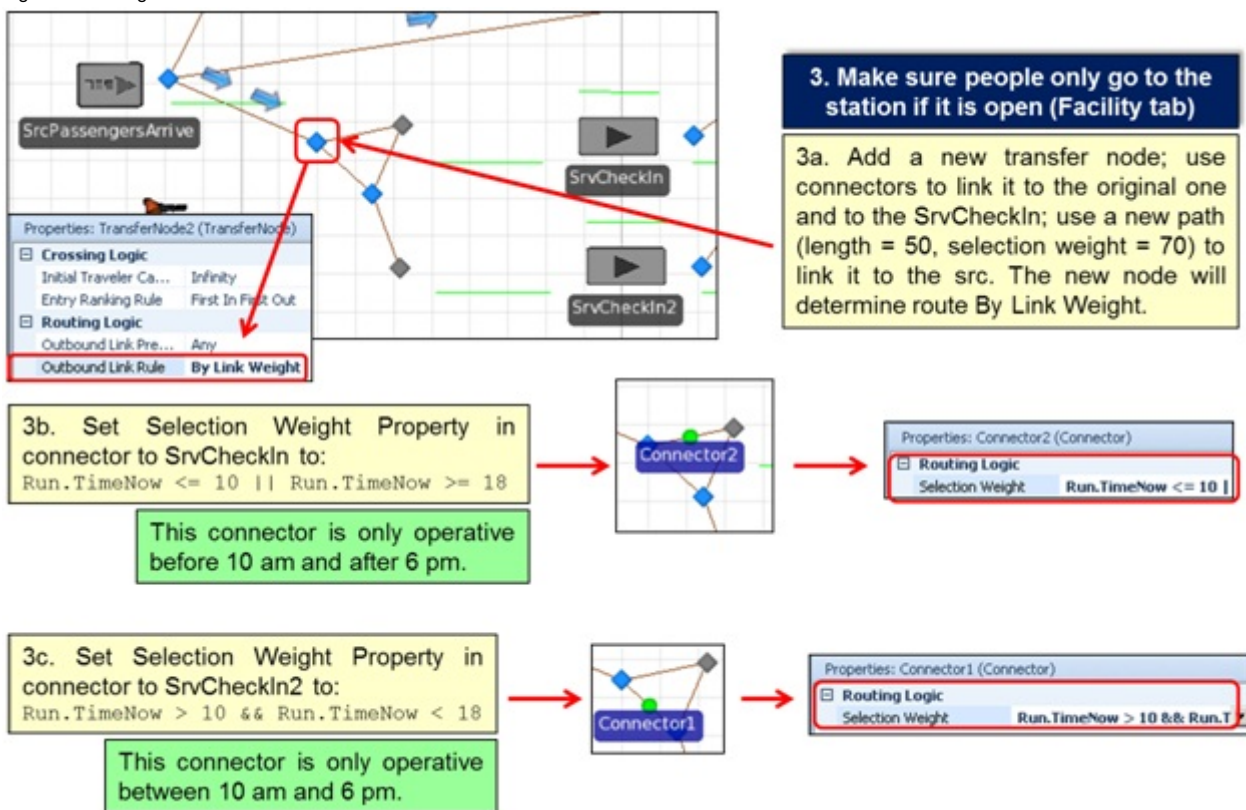 SrcPassengersArrive
SrvCheckIn
SrvCheckIn2
Properties: TransferNode2 (TransferNode)
Crossing Logic
Initial Traveler Ca... Infinity
Entry Ranking Rule First In First Out
Routing Logic
Outbound Link Pre... Any
Outbound Link Rule By Link Weight
3. Make sure people only go to the
station if it is open (Facility tab)
3a. Add a new transfer node; use
connectors to link it to the original one
and to the SrvCheckIn; use a new path
(length = 50, selection weight = 70) to
link it to the src. The new node will
determine route By Link Weight.
3b. Set Selection Weight Property in
connector to SrvCheckIn to:
Run.TimeNow <= 10 || Run.TimeNow >= 18
This connector is only operative
before 10 am and after 6 pm.
Connector2
Properties: Connector2 (Connector)
Routing Logic
Selection Weight Run.TimeNow <= 10 |
3c. Set Selection Weight Property in
connector to SrvCheckIn2 to:
Run.TimeNow > 10 && Run.TimeNow < 18
This connector is only operative
between 10 am and 6 pm.
Connector1
Properties: Connector1 (Connector)
Routing Logic
Selection Weight Run.TimeNow > 10 && Run.T